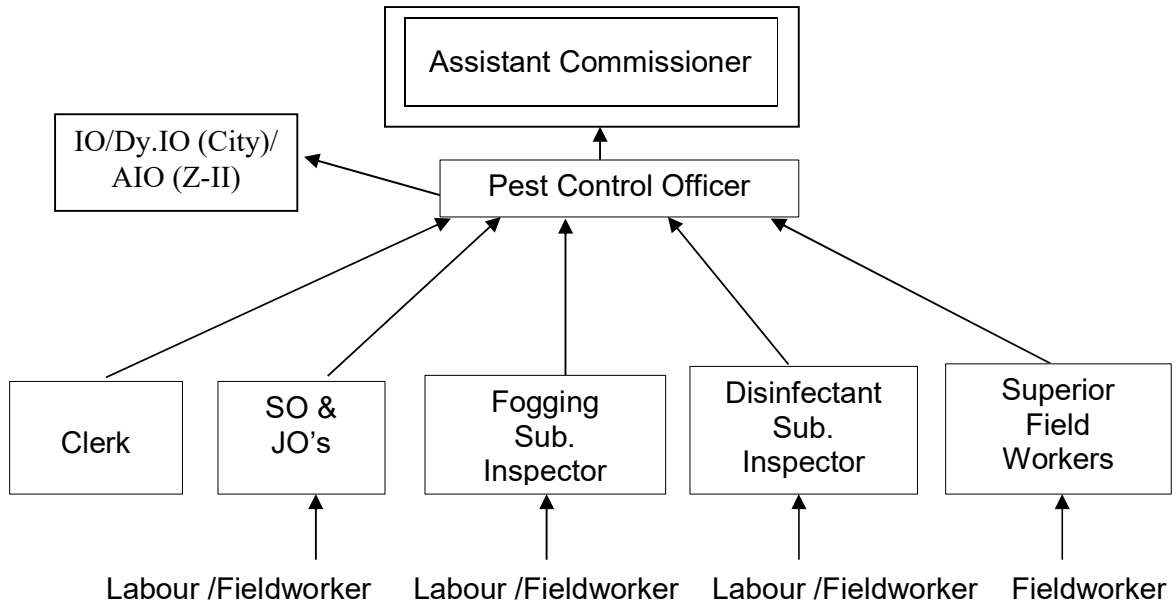 Assistant Commissioner
IO/Dy.IO (City)/
AIO (Z-II)
Pest Control Officer
Clerk
SO &
JO’s
Fogging
Sub.
Inspector
Disinfectant
Sub.
Inspector
Superior
Field
Workers
Labour /Fieldworker
Labour /Fieldworker
Labour /Fieldworker
Fieldworker